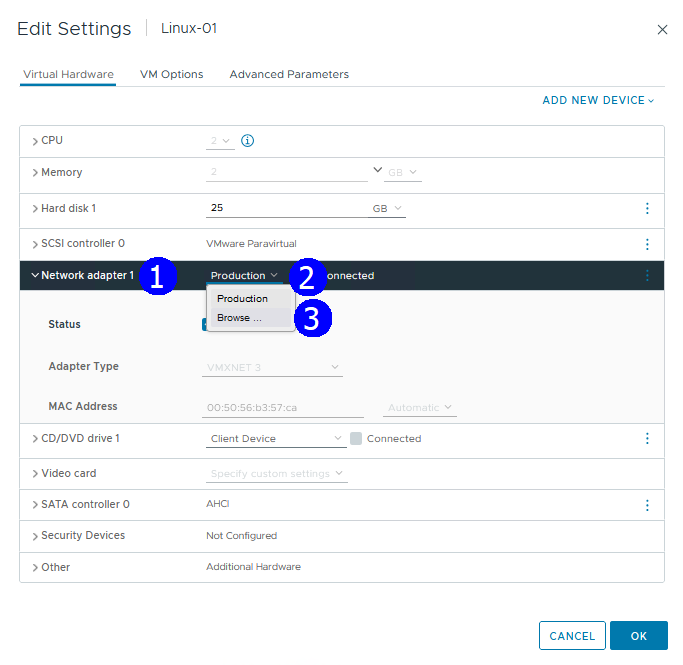 Edit Settings Linux-01
Virtual Hardware VM Options Advanced Parameters
ADD NEW DEVICE
CPU 2
Memory 2 GB
Hard disk 1 25 GB
SCSI controller 0 VMware Paravirtual
Network adapter 1 1 Production 2 onnected
Production
Browse ... 3
Status
Adapter Type VMXNET 3
MAC Address 00:50:56:b3:57:ca Automatic
CD/DVD drive 1 Client Device Connected
Video card Specify custom settings
SATA controller 0 AHCI
Security Devices Not Configured
Other Additional Hardware
CANCEL OK